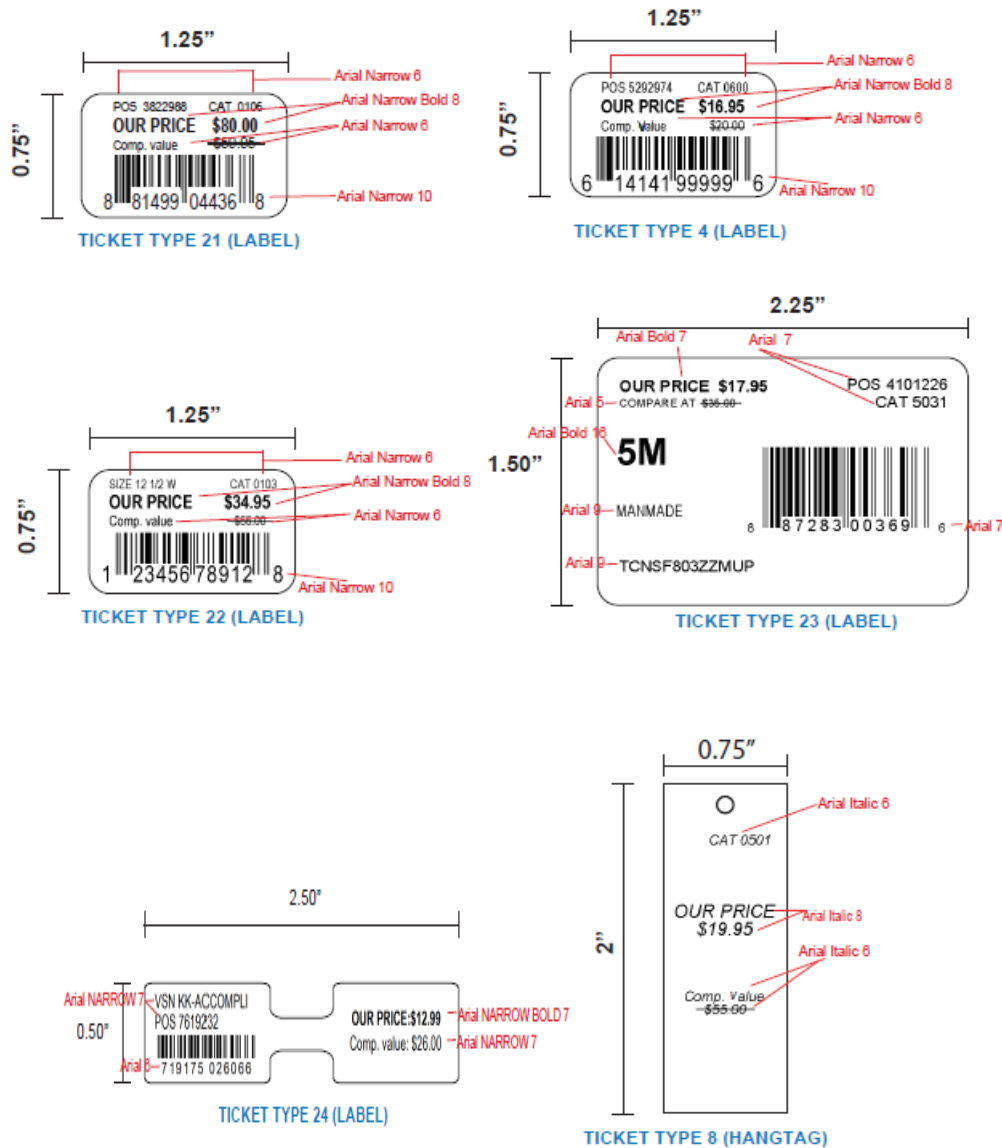 1.25”
Arial Narrow 6
POS 3822988 CAT 0106
Arial Narrow Bold 8
OUR PRICE $80.00
Arial Narrow 6
Comp. value
0.75”
8 81499 04436 8
Arial Narrow 10
TICKET TYPE 21 (LABEL)
1.25”
Arial Narrow 6
POS 5292974 CAT 0600
Arial Narrow Bold 8
OUR PRICE $16.95
Arial Narrow 6
Comp. Value $20.00
0.75”
6 14141 99999 6
Arial Narrow 10
TICKET TYPE 4 (LABEL)
1.25”
Arial Narrow 6
SIZE 12 1/2 W CAT 0103
Arial Narrow Bold 8
OUR PRICE $34.95
Arial Narrow 6
Comp. value $56.00
0.75”
1 23456 78912 8
Arial Narrow 10
TICKET TYPE 22 (LABEL)
2.25”
Arial Bold 7 Arial 7
OUR PRICE $17.95 POS 4101226
Arial 5 COMPARE AT $35.00 CAT 5031
Arial Bold 16
5M
1.50”
Arial 9 MANMADE
8 87283 00369 6 Arial 7
Arial 9 TCNSF803ZZMUP
TICKET TYPE 23 (LABEL)
2.50”
Arial NARROW 7 VSN KK-ACCOMPLI
POS 7619232
OUR PRICE:$12.99 Arial NARROW BOLD 7
0.50”
Comp. value: $26.00 Arial NARROW 7
Arial 6 719175 026066
TICKET TYPE 24 (LABEL)
0.75”
Arial Italic 6
CAT 0501
OUR PRICE
Arial Italic 8
$19.95
2”
Arial Italic 6
Comp. Value
$55.00
TICKET TYPE 8 (HANGTAG)